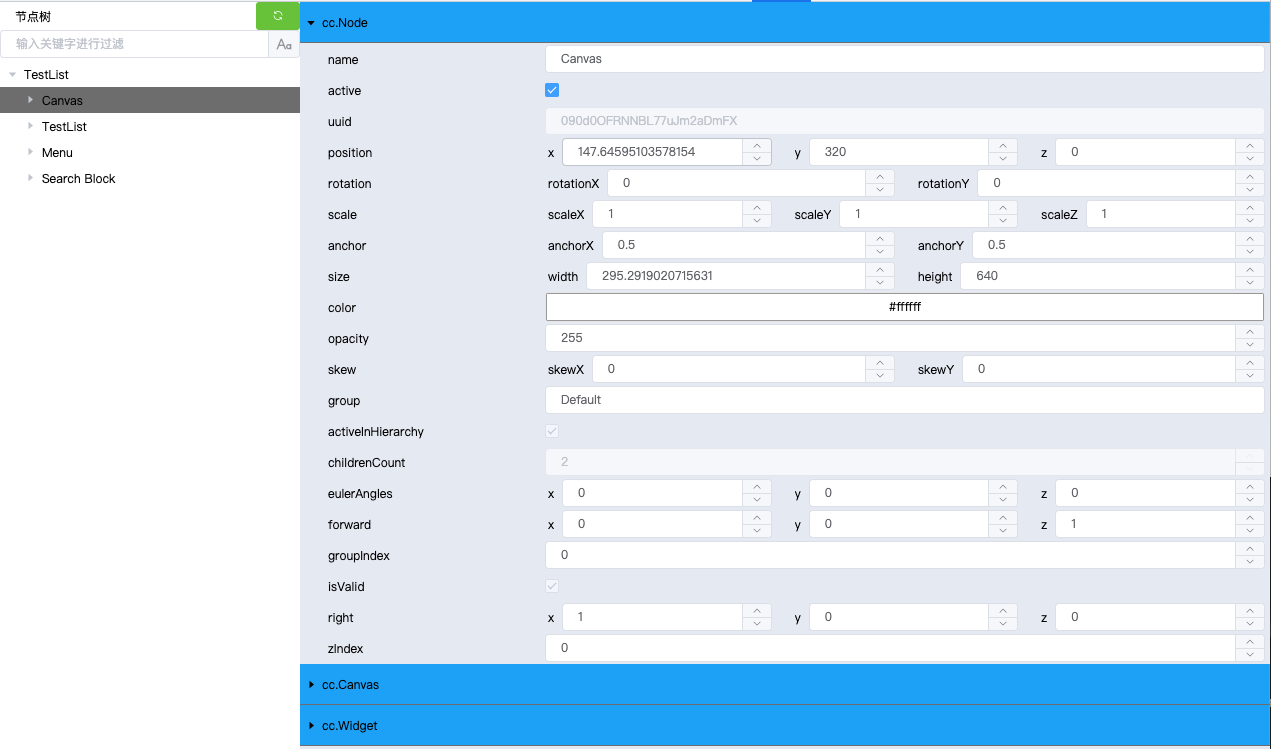 节点树
输入关键字进行过滤 Aa
TestList
Canvas
TestList
Menu
Search Block
cc.Node
name Canvas
active
uuid 090d0OFRNNBL77uJm2aDmFX
position x 147.64595103578154 y 320 z 0
rotation rotationX 0 rotationY 0
scale scaleX 1 scaleY 1 scaleZ 1
anchor anchorX 0.5 anchorY 0.5
size width 295.2919020715631 height 640
color #ffffff
opacity 255
skew skewX 0 skewY 0
group Default
activeInHierarchy
childrenCount 2
eulerAngles x 0 y 0 z 0
forward x 0 y 0 z 1
groupIndex 0
isValid
right x 1 y 0 z 0
zIndex 0
cc.Canvas
cc.Widget